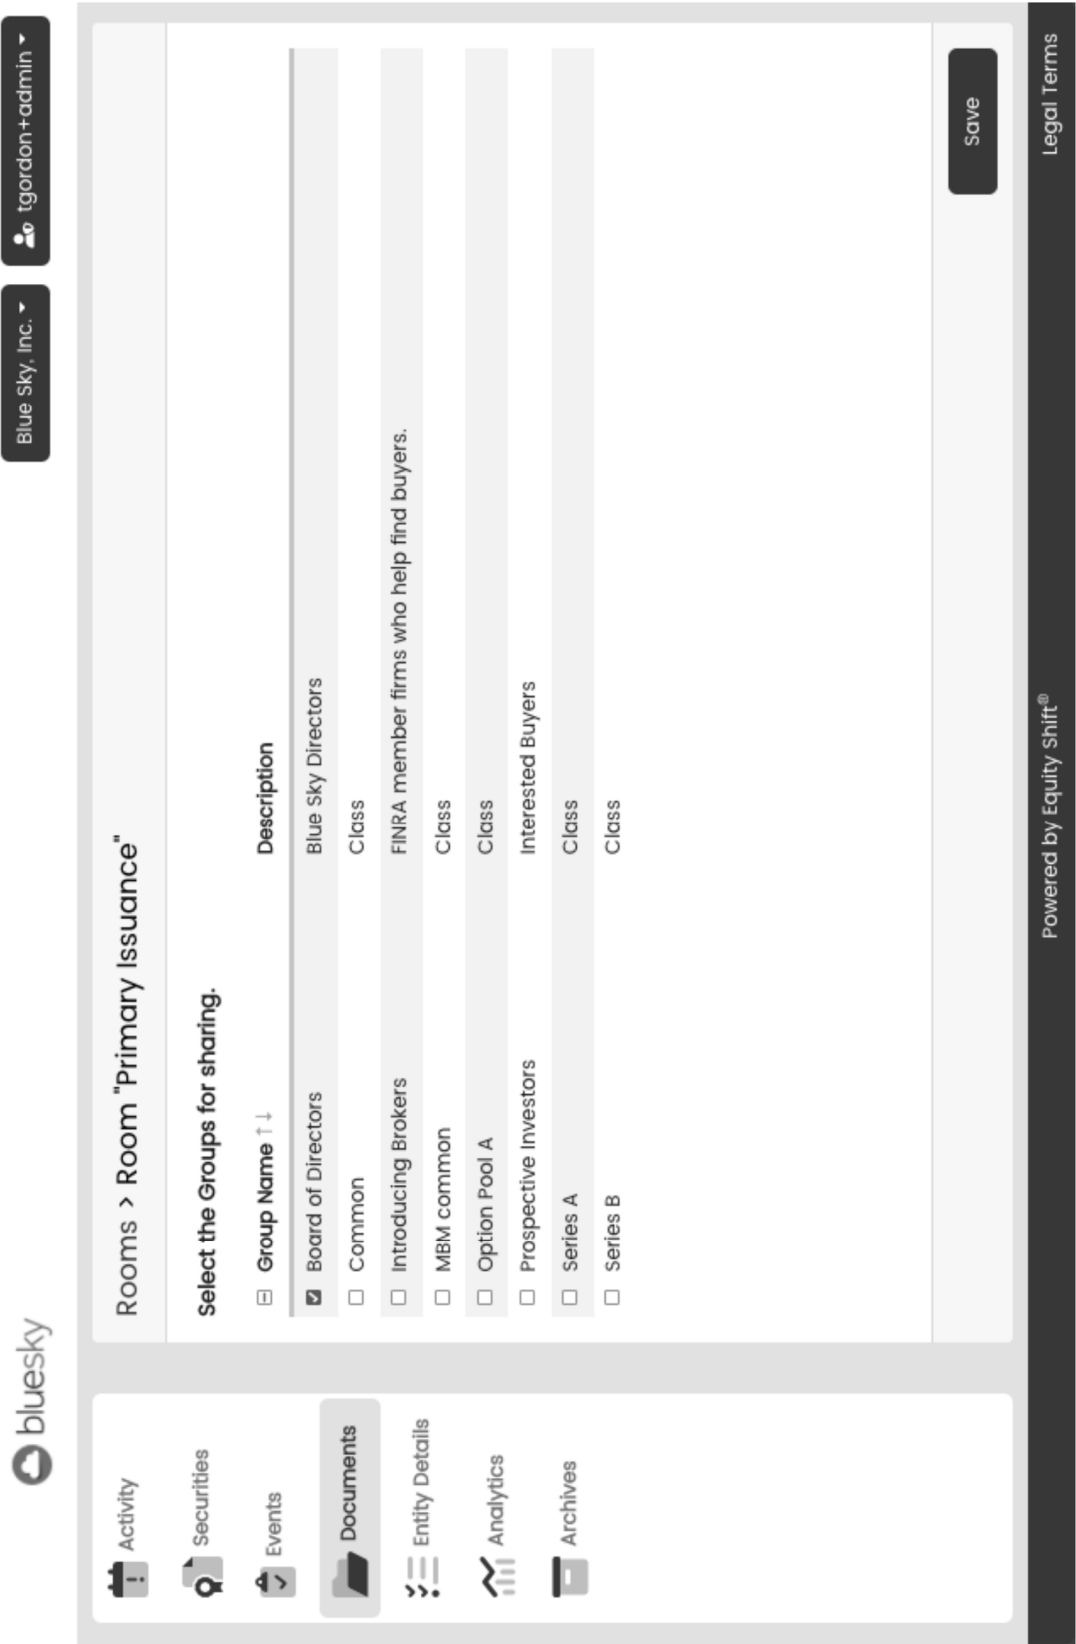 bluesky
Blue Sky, Inc.
tgordon+admin
Activity
Securities
Events
Documents
Entity Details
Analytics
Archives
Rooms > Room "Primary Issuance"
Select the Groups for sharing.
Group Name ↑↓ Description
Board of Directors Blue Sky Directors
Common Class
Introducing Brokers FINRA member firms who help find buyers.
MBM common Class
Option Pool A Class
Prospective Investors Interested Buyers
Series A Class
Series B Class
Save
Powered by Equity Shift®
Legal Terms